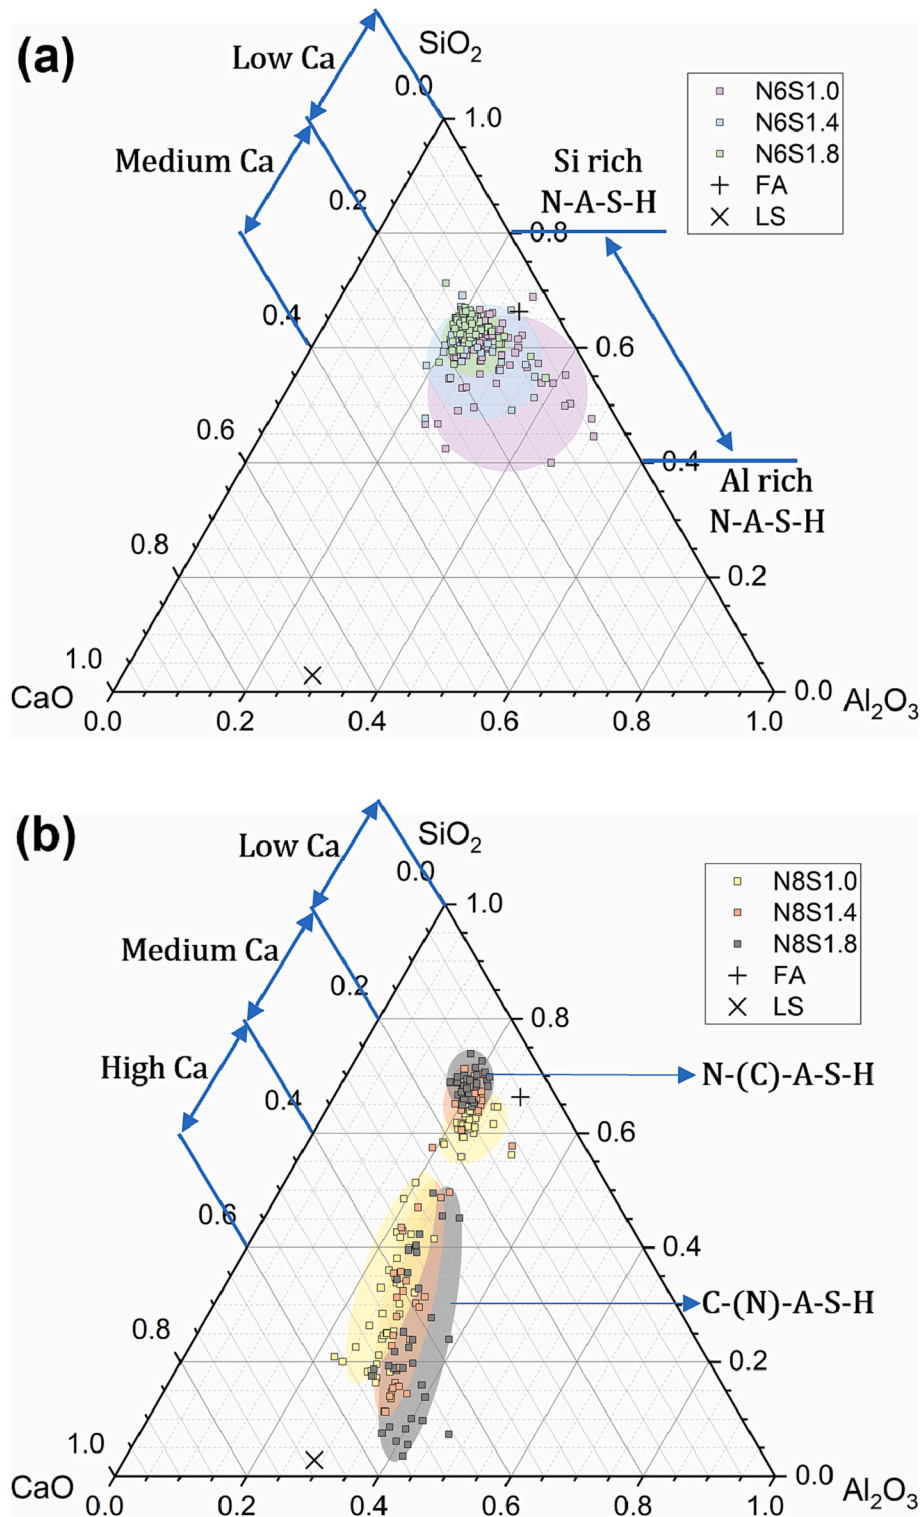 (a)
SiO2
Low Ca
Medium Ca
0.0
1.0
N6S1.0
N6S1.4
N6S1.8
FA
LS
Si rich
N-A-S-H
0.2
0.8
0.4
0.6
0.6
0.4
Al rich
N-A-S-H
0.8
0.2
1.0
0.0
CaO
Al2O3
0.0
0.2
0.4
0.6
0.8
1.0
(b)
SiO2
Low Ca
Medium Ca
High Ca
0.0
1.0
N8S1.0
N8S1.4
N8S1.8
FA
LS
0.2
0.8
N-(C)-A-S-H
0.4
0.6
0.6
0.4
C-(N)-A-S-H
0.8
0.2
1.0
0.0
CaO
Al2O3
0.0
0.2
0.4
0.6
0.8
1.0